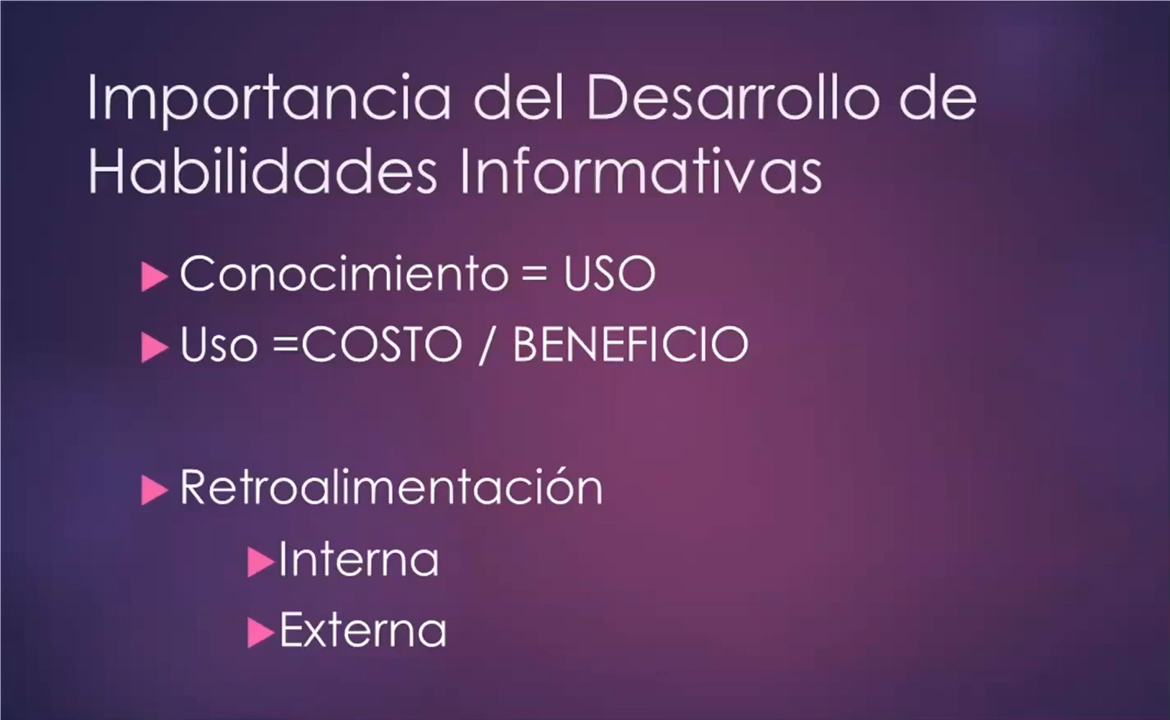 Importancia del Desarrollo de
Habilidades Informativas
Conocimiento = USO
Uso =COSTO / BENEFICIO
Retroalimentación
Interna
Externa